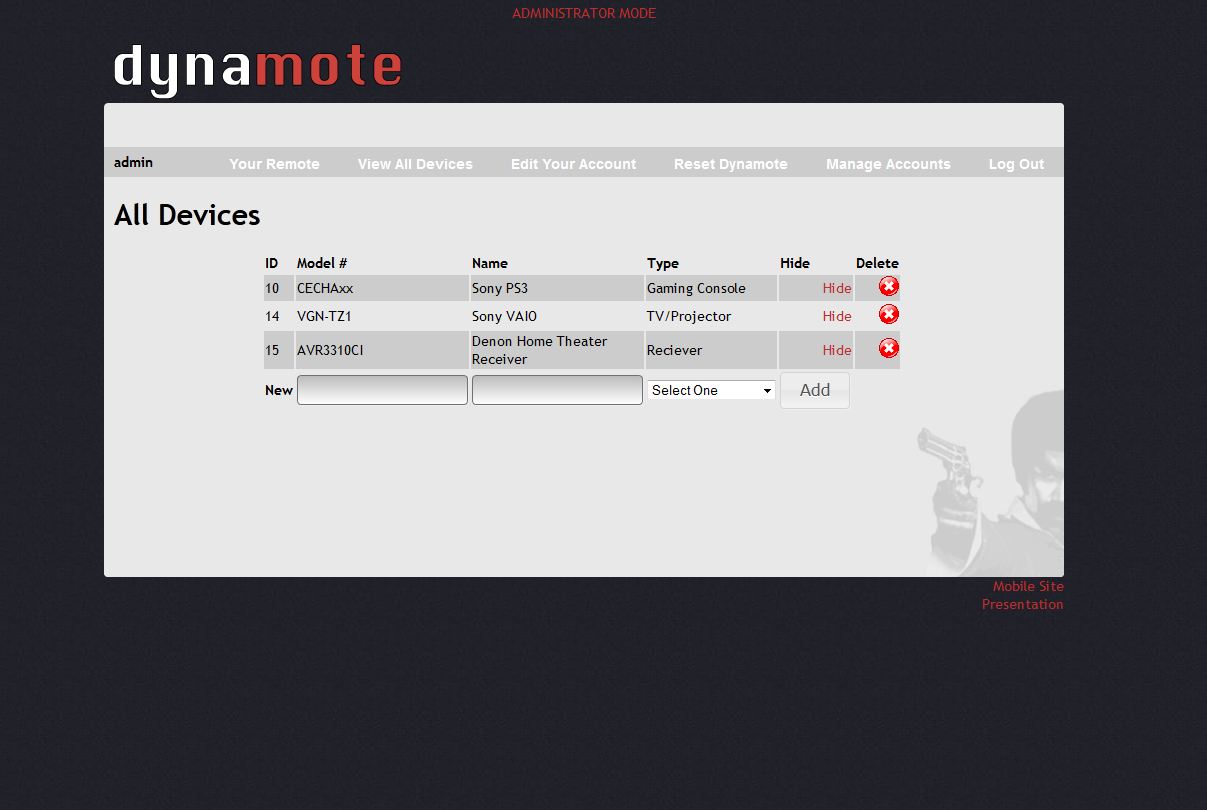 ADMINISTRATOR MODE
dynamote
admin Your Remote View All Devices Edit Your Account Reset Dynamote Manage Accounts Log Out
All Devices
ID Model # Name Type Hide Delete
10 CECHAxx Sony PS3 Gaming Console Hide
14 VGN-TZ1 Sony VAIO TV/Projector Hide
15 AVR3310CI Denon Home Theater Receiver Reciever Hide
New Select One Add
Mobile Site
Presentation